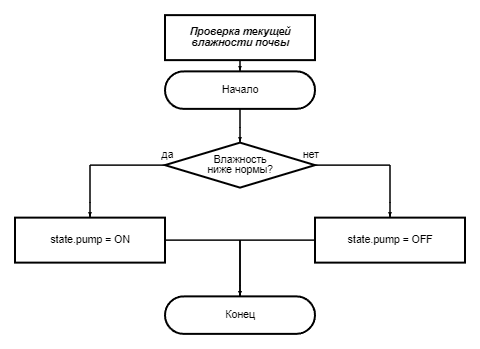 Проверка текущей
влажности почвы
Начало
да
Влажность
ниже нормы?
нет
state.pump = ON
state.pump = OFF
Конец